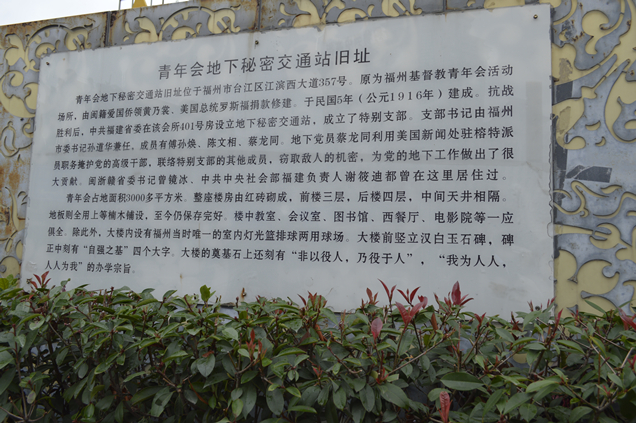 青年会地下秘密交通站旧址
青年会地下秘密交通站旧址位于福州市台江区江滨西大道357号。原为福州基督教青年会活动
场所，由闽籍爱国侨领黄乃裳、美国总统罗斯福捐款修建。于民国5年（公元1916年）建成。抗战
胜利后，中共福建省委在该会所401号房设立地下秘密交通站，成立了特别支部。支部书记由福州
市委书记孙道华兼任，成员有傅孙焕、陈文相、蔡龙同。地下党员蔡龙同利用美国新闻处驻榕特派
员职务掩护党的高级干部，联络特别支部的其他成员，窃取敌人的机密，为党的地下工作做出了很
大贡献。闽浙赣省委书记曾镜冰、中共中央社会部福建负责人谢筱迪都曾在这里居住过。
青年会占地面积3000多平方米。整座楼房由红砖砌成，前楼三层，后楼四层，中间天井相隔。
地板则全用上等楠木铺设，至今仍保存完好。楼中教室、会议室、图书馆、西餐厅、电影院等一应
俱全。除此外，大楼内设有福州当时唯一的室内灯光篮排球两用球场。大楼前竖立汉白玉石碑，碑
正中刻有“自强之基”四个大字。大楼的奠基石上还刻有“非以役人，乃役于人”，“我为人人，
人人为我”的办学宗旨。